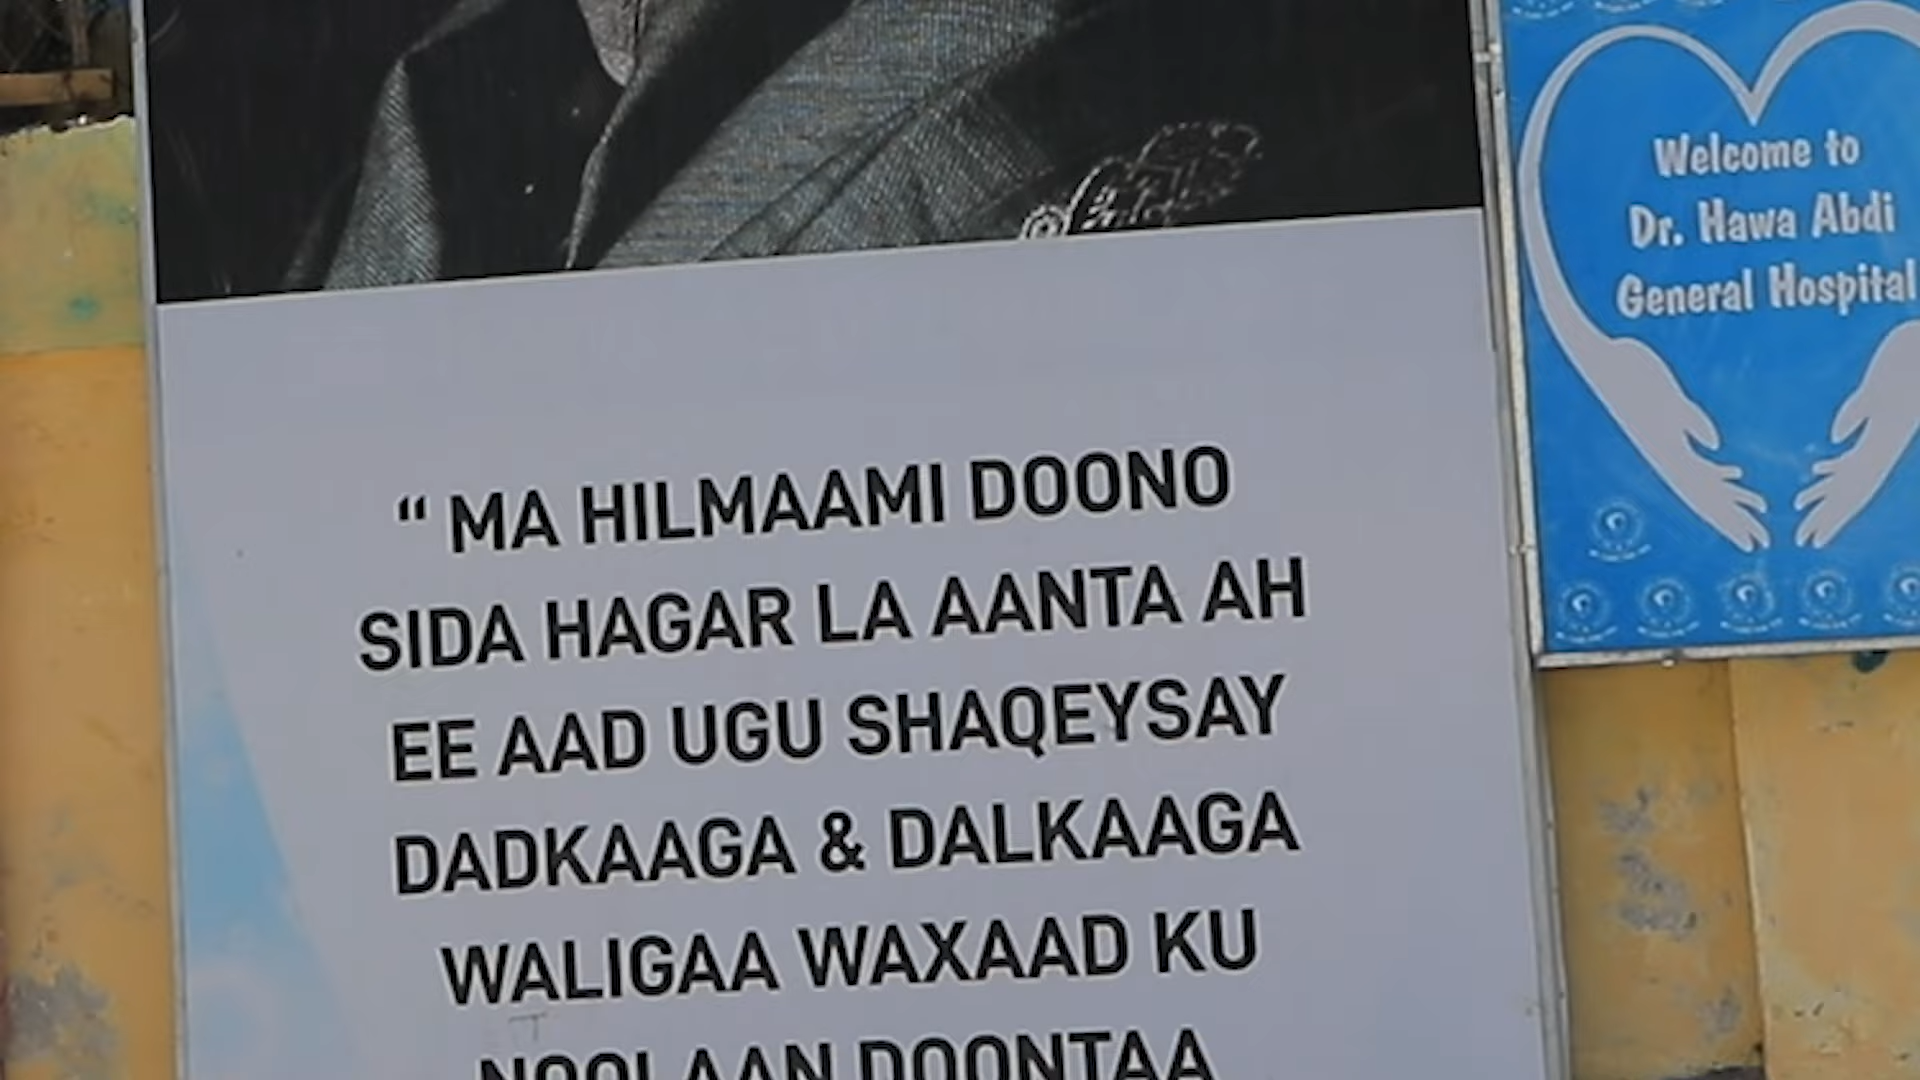 “ MA HILMAAMI DOONO
SIDA HAGAR LA AANTA AH
EE AAD UGU SHAQEYSAY
DADKAAGA & DALKAAGA
WALIGAA WAXAAD KU
NOOLAAN DOONTAA
Welcome to
Dr. Hawa Abdi
General Hospital